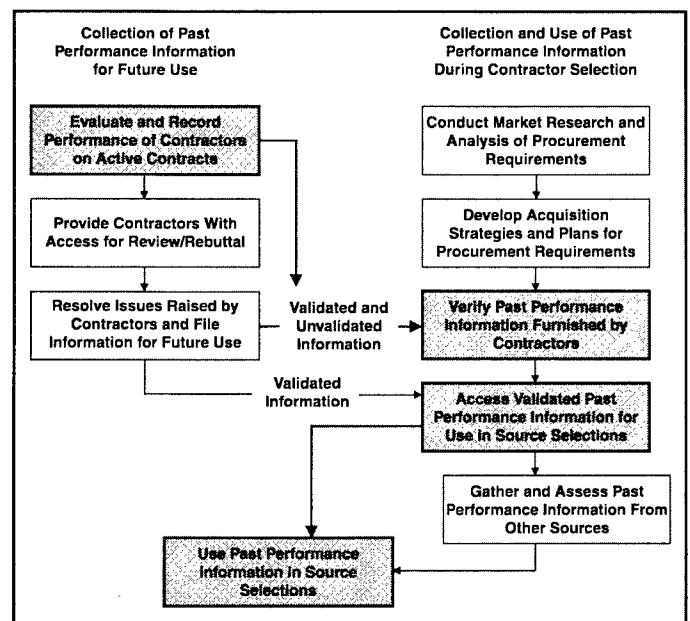 Collection of Past
Performance Information
for Future Use
Evaluate and Record
Performance of Contractors
on Active Contracts
Provide Contractors With
Access for Review/Rebuttal
Resolve Issues Raised by
Contractors and File
Information for Future Use
Validated and
Unvalidated
Information
Validated
Information
Collection and Use of Past
Performance Information
During Contractor Selection
Conduct Market Research and
Analysis of Procurement
Requirements
Develop Acquisition
Strategies and Plans for
Procurement Requirements
Verify Past Performance
Information Furnished by
Contractors
Access Validated Past
Performance Information for
Use in Source Selections
Gather and Assess Past
Performance Information From
Other Sources
Use Past Performance
Information in Source
Selections